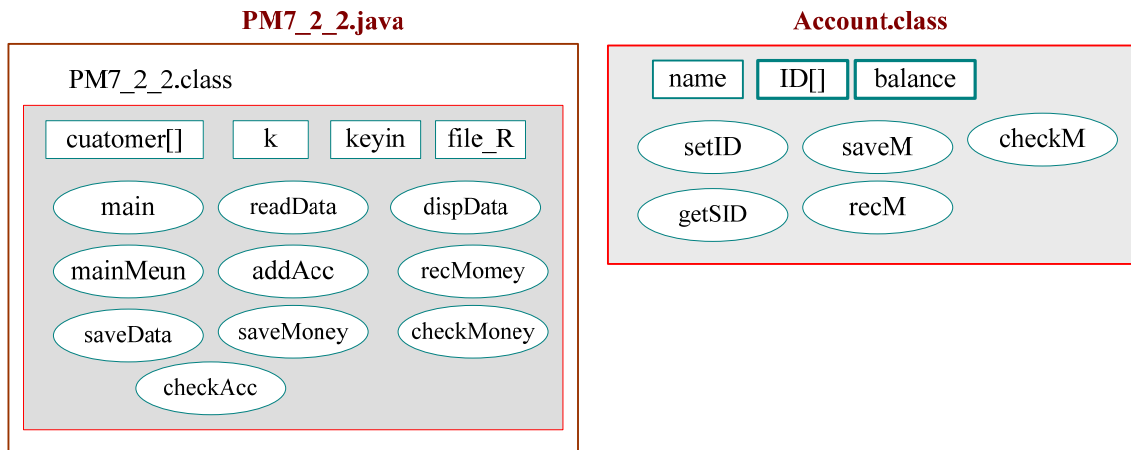 PM7_2_2.java
PM7_2_2.class
cuatomer[] k keyin file_R
main readData dispData
mainMeun addAcc recMomey
saveData saveMoney checkMoney
checkAcc
Account.class
name ID[] balance
setID saveM checkM
getSID recM